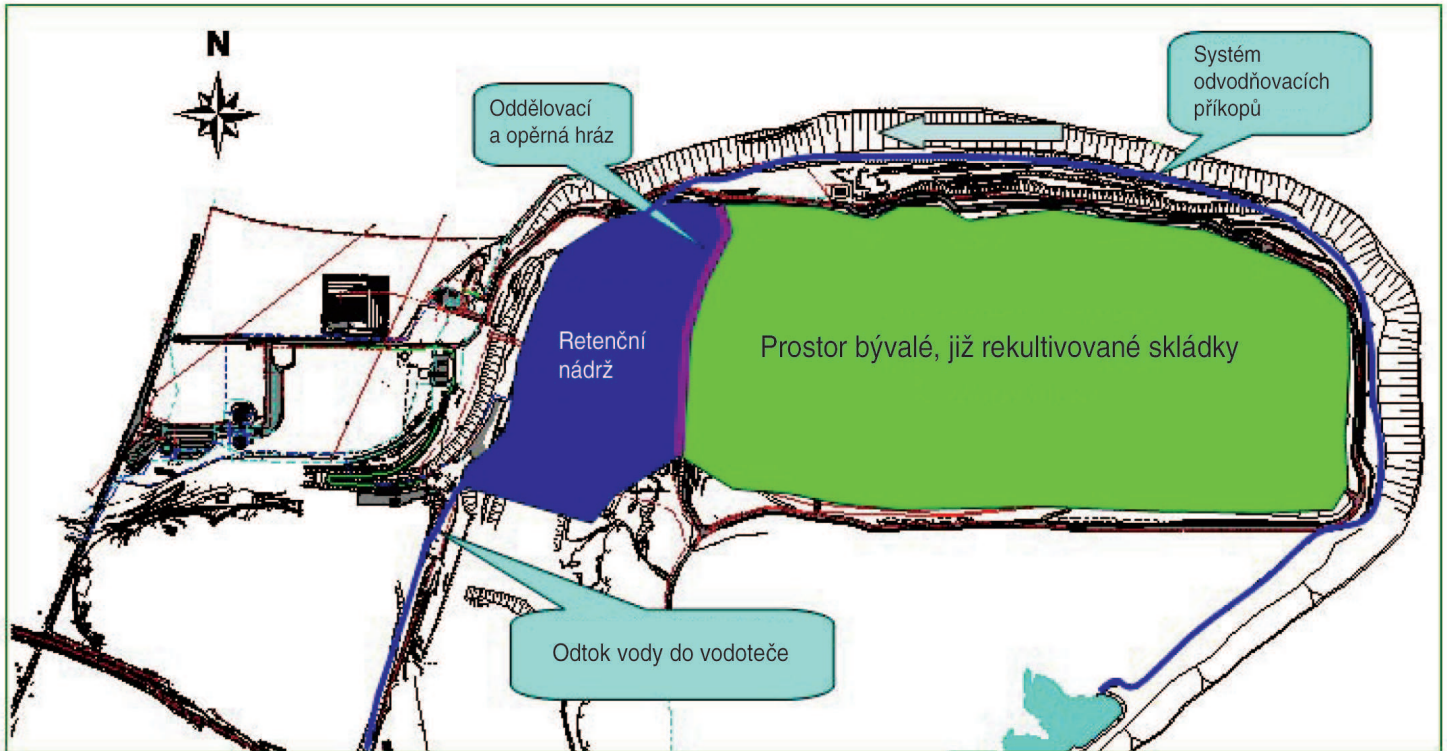 N
Oddělovací
a opěrná hráz
Systém
odvodňovacích
příkopů
Retenční
nádrž
Prostor bývalé, již rekultivované skládky
Odtok vody do vodoteče